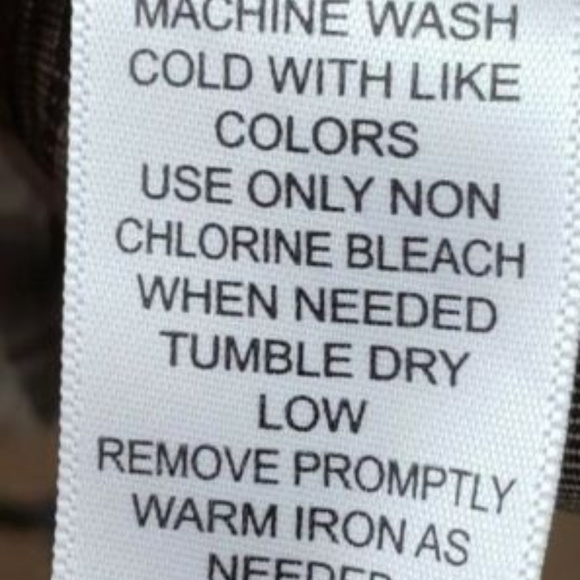 MACHINE WASH
COLD WITH LIKE
COLORS
USE ONLY NON
CHLORINE BLEACH
WHEN NEEDED
TUMBLE DRY
LOW
REMOVE PROMPTLY
WARM IRON AS
NEEDED